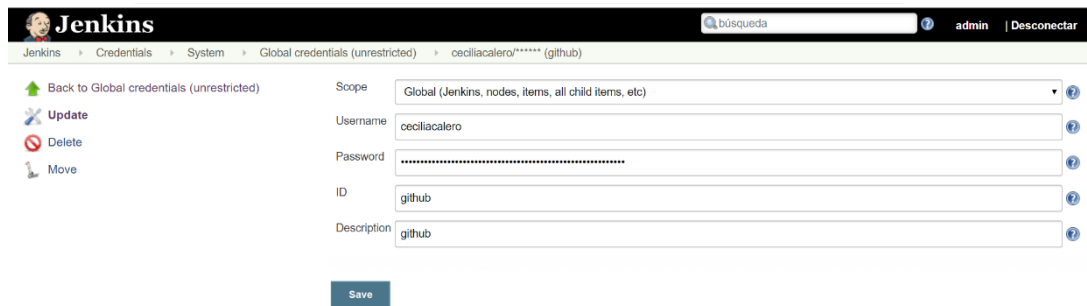 Jenkins
búsqueda
admin | Desconectar
Jenkins Credentials System Global credentials (unrestricted) ceciliacalero/****** (github)
Back to Global credentials (unrestricted)
Update
Delete
Move
Scope Global (Jenkins, nodes, items, all child items, etc)
Username ceciliacalero
Password ••••••••••••••••••••••••••••••••••••••••••••••••••••••••••
ID github
Description github
Save